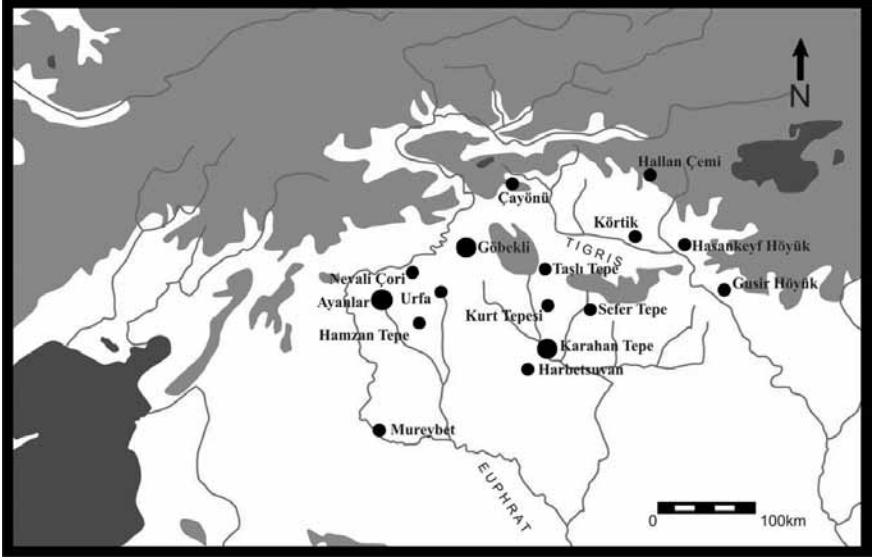 N
Hallan Çemi
Çayönü
Körtik
TIGRIS
Göbekli
Hasankeyf Höyük
Nevali Çori
Taşlı Tepe
Gusir Höyük
Ayanlar
Urfa
Kurt Tepesi
Sefer Tepe
Hamzan Tepe
Karahan Tepe
Harbetsuvan
Mureybet
EUPHRAT
0
100km